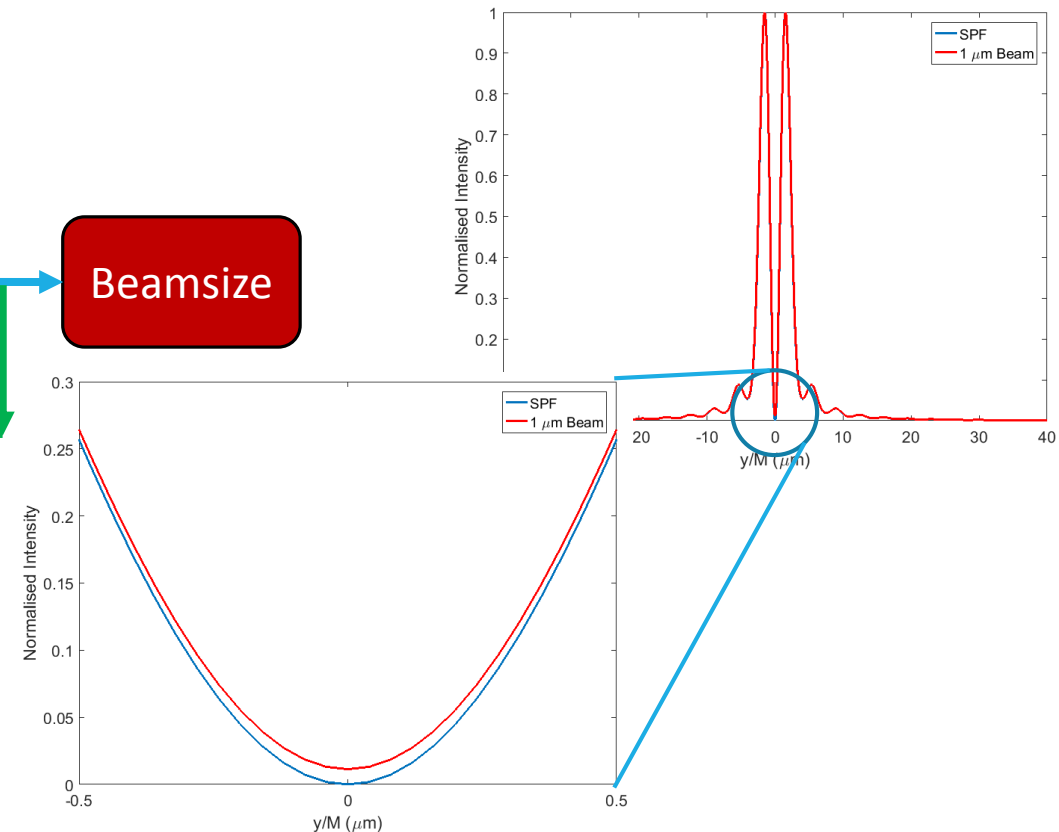 1
0.9
0.8
0.7
0.6
0.5
0.4
0.3
0.2
Normalised Intensity
SPF
1 μm Beam
20 -10 0 10 20 30 40
y/M (μm)
Beamsize
0.3
0.25
0.2
0.15
0.1
0.05
0
Normalised Intensity
SPF
1 μm Beam
-0.5 0 0.5
y/M (μm)